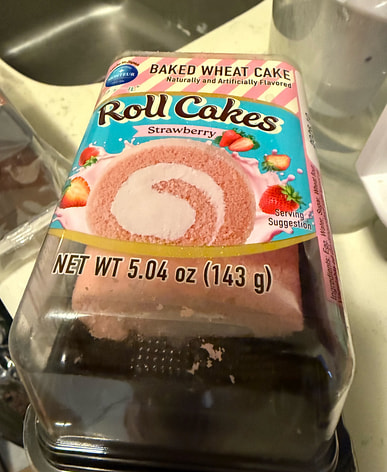 BAKED WHEAT CAKE
Naturally and Artificially Flavored
Roll Cakes
Strawberry
Serving
Suggestion
NET WT 5.04 oz (143 g)